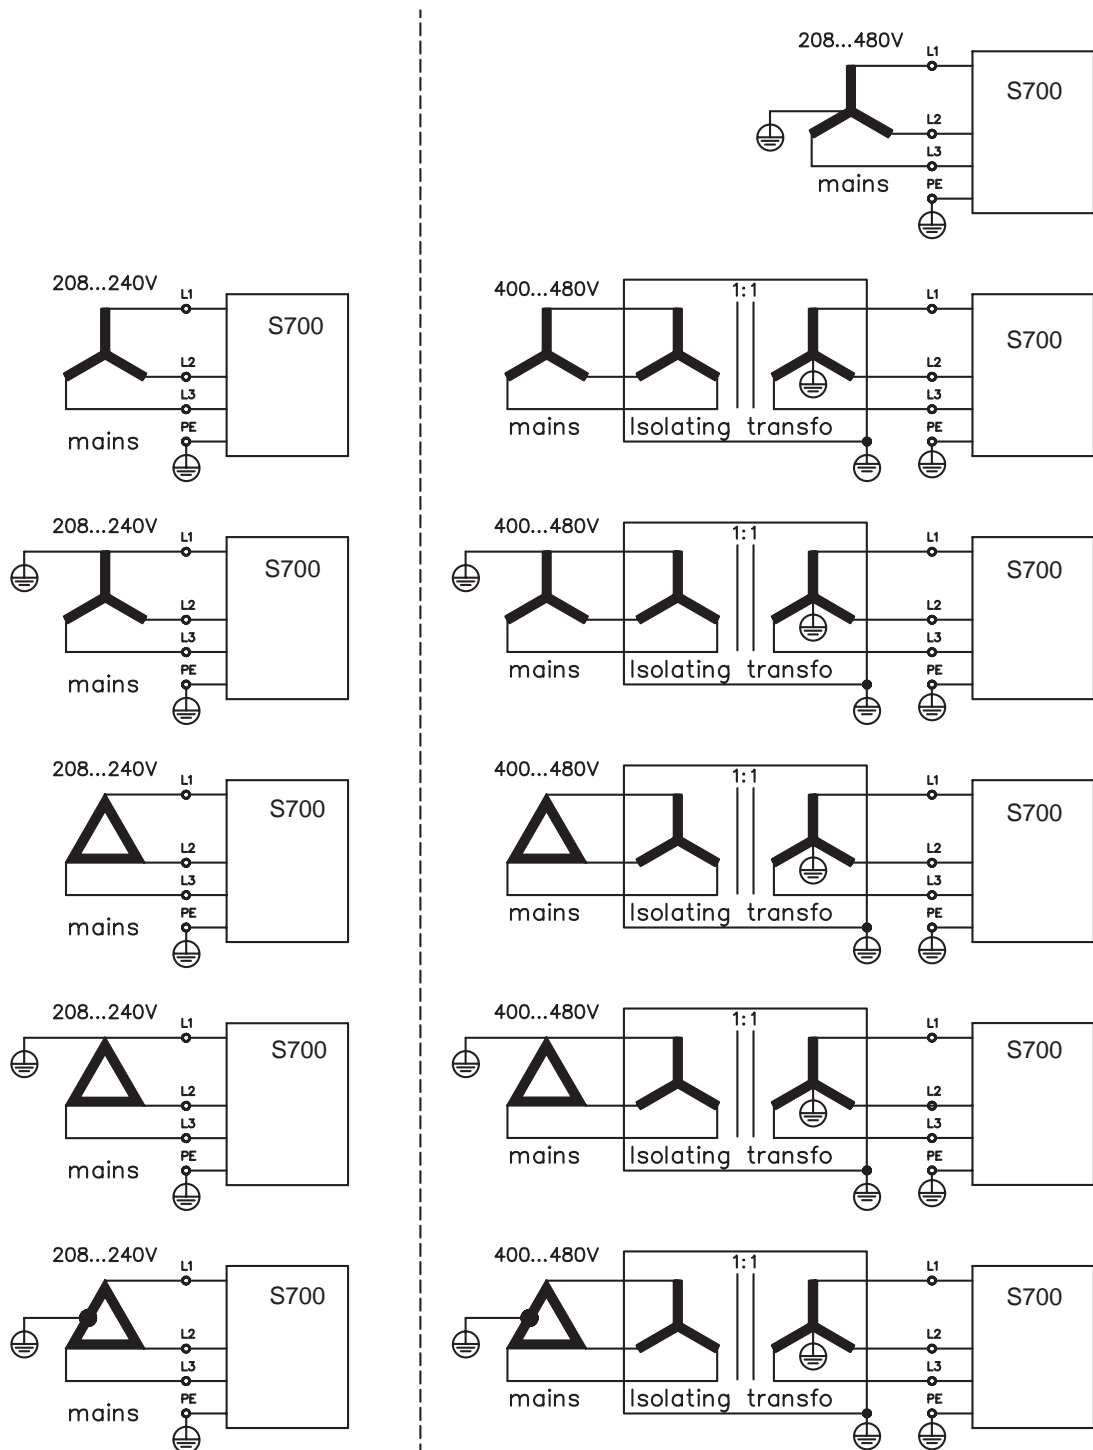 208...480V
L1
S700
L2
L3
mains
PE
208...240V
L1
S700
L2
L3
mains
PE
400...480V
1:1
L1
S700
L2
L3
mains
Isolating transfo
PE
208...240V
L1
S700
L2
L3
mains
PE
400...480V
1:1
L1
S700
L2
L3
mains
Isolating transfo
PE
208...240V
L1
S700
L2
L3
mains
PE
400...480V
1:1
L1
S700
L2
L3
mains
Isolating transfo
PE
208...240V
L1
S700
L2
L3
mains
PE
400...480V
1:1
L1
S700
L2
L3
mains
Isolating transfo
PE
208...240V
L1
S700
L2
L3
mains
PE
400...480V
1:1
L1
S700
L2
L3
mains
Isolating transfo
PE